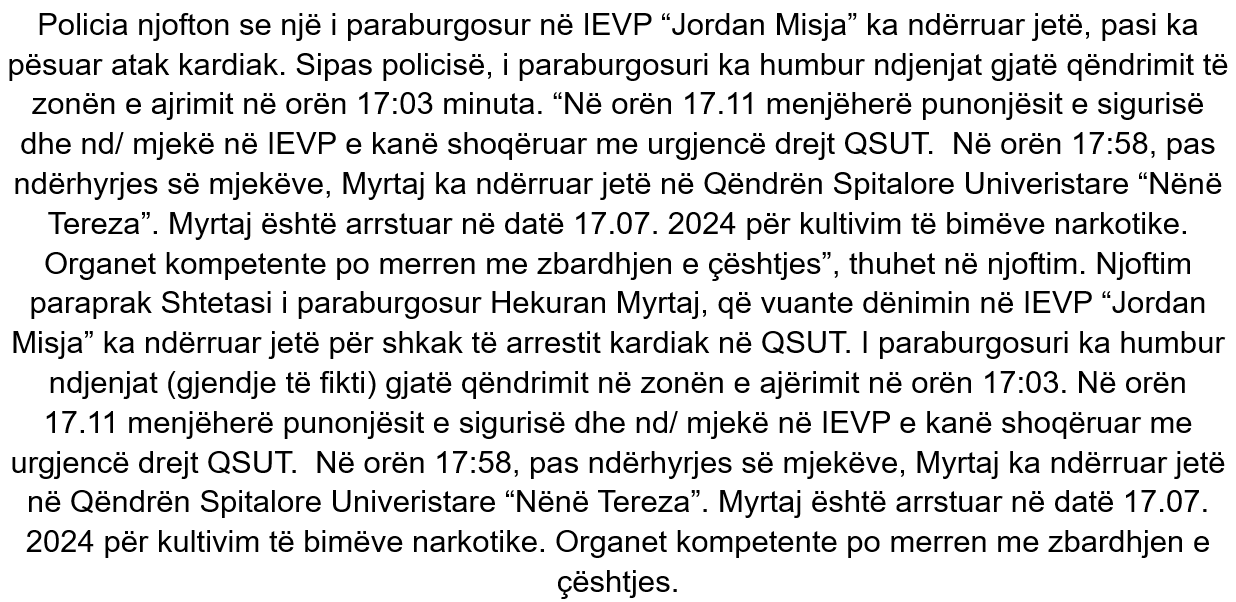 Policia njofton se një i paraburgosur në IEVP “Jordan Misja” ka ndërruar jetë, pasi ka
pësuar atak kardiak. Sipas policisë, i paraburgosuri ka humbur ndjenjat gjatë qëndrimit të
zonën e ajrimit në orën 17:03 minuta. “Në orën 17.11 menjëherë punonjësit e sigurisë
dhe nd/ mjekë në IEVP e kanë shoqëruar me urgjencë drejt QSUT.  Në orën 17:58, pas
ndërhyrjes së mjekëve, Myrtaj ka ndërruar jetë në Qëndrën Spitalore Univeristare “Nënë
Tereza”. Myrtaj është arrstuar në datë 17.07. 2024 për kultivim të bimëve narkotike.
Organet kompetente po merren me zbardhjen e çështjes”, thuhet në njoftim. Njoftim
paraprak Shtetasi i paraburgosur Hekuran Myrtaj, që vuante dënimin në IEVP “Jordan
Misja” ka ndërruar jetë për shkak të arrestit kardiak në QSUT. I paraburgosuri ka humbur
ndjenjat (gjendje të fikti) gjatë qëndrimit në zonën e ajërimit në orën 17:03. Në orën
17.11 menjëherë punonjësit e sigurisë dhe nd/ mjekë në IEVP e kanë shoqëruar me
urgjencë drejt QSUT.  Në orën 17:58, pas ndërhyrjes së mjekëve, Myrtaj ka ndërruar jetë
në Qëndrën Spitalore Univeristare “Nënë Tereza”. Myrtaj është arrstuar në datë 17.07.
2024 për kultivim të bimëve narkotike. Organet kompetente po merren me zbardhjen e
çështjes.